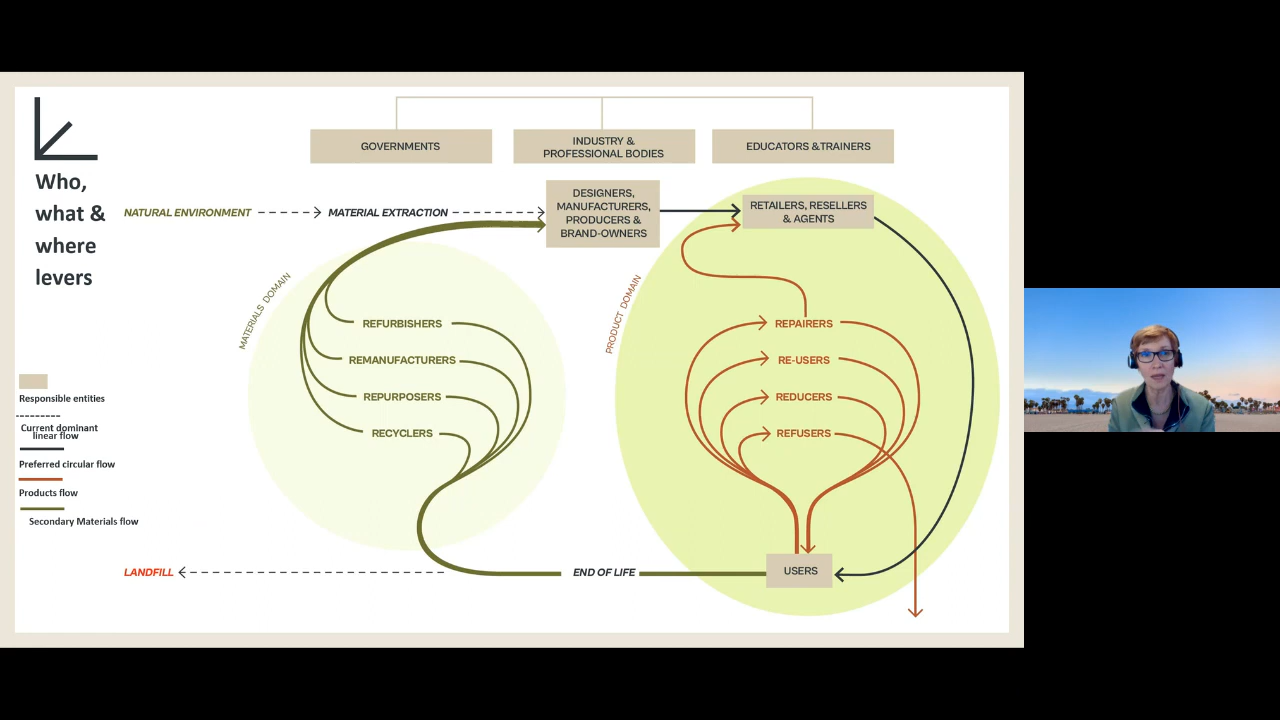 Who,
what &
where
levers
GOVERNMENTS
INDUSTRY &
PROFESSIONAL BODIES
EDUCATORS &TRAINERS
NATURAL ENVIRONMENT
MATERIAL EXTRACTION
DESIGNERS,
MANUFACTURERS,
PRODUCERS &
BRAND-OWNERS
RETAILERS, RESELLERS
& AGENTS
MATERIALS DOMAIN
REFURBISHERS
REMANUFACTURERS
REPURPOSERS
RECYCLERS
PRODUCT DOMAIN
REPAIRERS
RE-USERS
REDUCERS
REFUSERS
Responsible entities
Current dominant
linear flow
Preferred circular flow
Products flow
Secondary Materials flow
LANDFILL
END OF LIFE
USERS